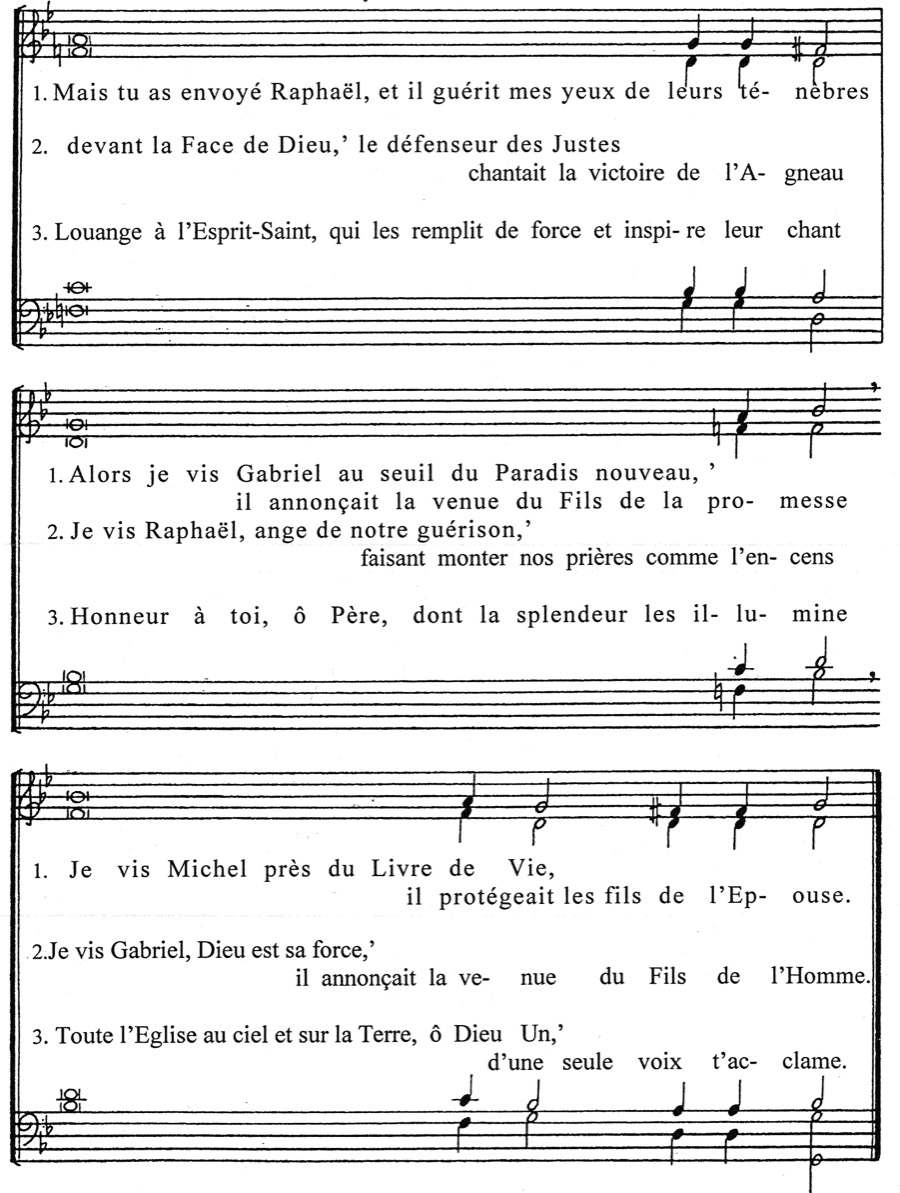 1. Mais tu as envoyé Raphaël, et il guérit mes yeux de leurs té- nèbres
2. devant la Face de Dieu,’ le défenseur des Justes
chantait la victoire de l’A- gneau
3. Louange à l’Esprit-Saint, qui les remplit de force et inspi- re leur chant
1. Alors je vis Gabriel au seuil du Paradis nouveau, ’
il annonçait la venue du Fils de la pro- messe
2. Je vis Raphaël, ange de notre guérison,’
faisant monter nos prières comme l’en- cens
3. Honneur à toi, ô Père, dont la splendeur les il- lu- mine
1. Je vis Michel près du Livre de Vie,
il protégeait les fils de l’Ep- ouse.
2.Je vis Gabriel, Dieu est sa force,’
il annonçait la ve- nue du Fils de l’Homme.
3. Toute l’Eglise au ciel et sur la Terre, ô Dieu Un,’
d’une seule voix t’ac- clame.